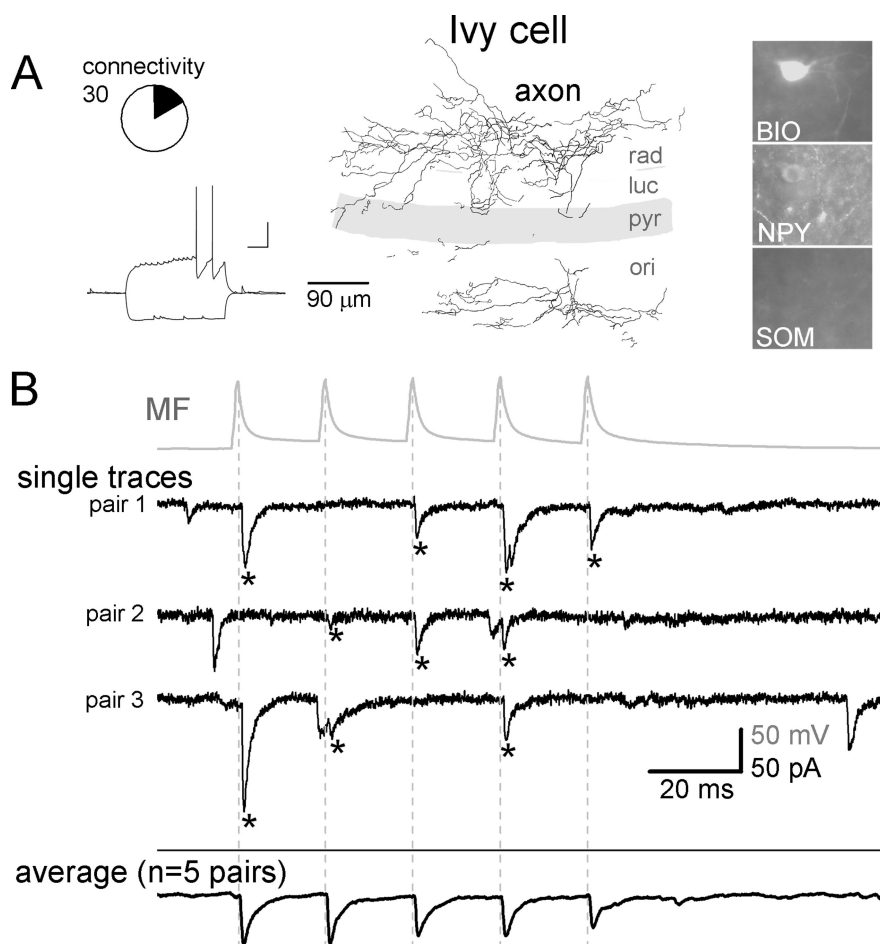 Ivy cell
A
connectivity
30
axon
rad
luc
pyr
ori
90 μm
BIO
NPY
SOM
B
MF
single traces
pair 1
* * * *
pair 2
* * *
pair 3
* * *
50 mV
50 pA
20 ms
average (n=5 pairs)